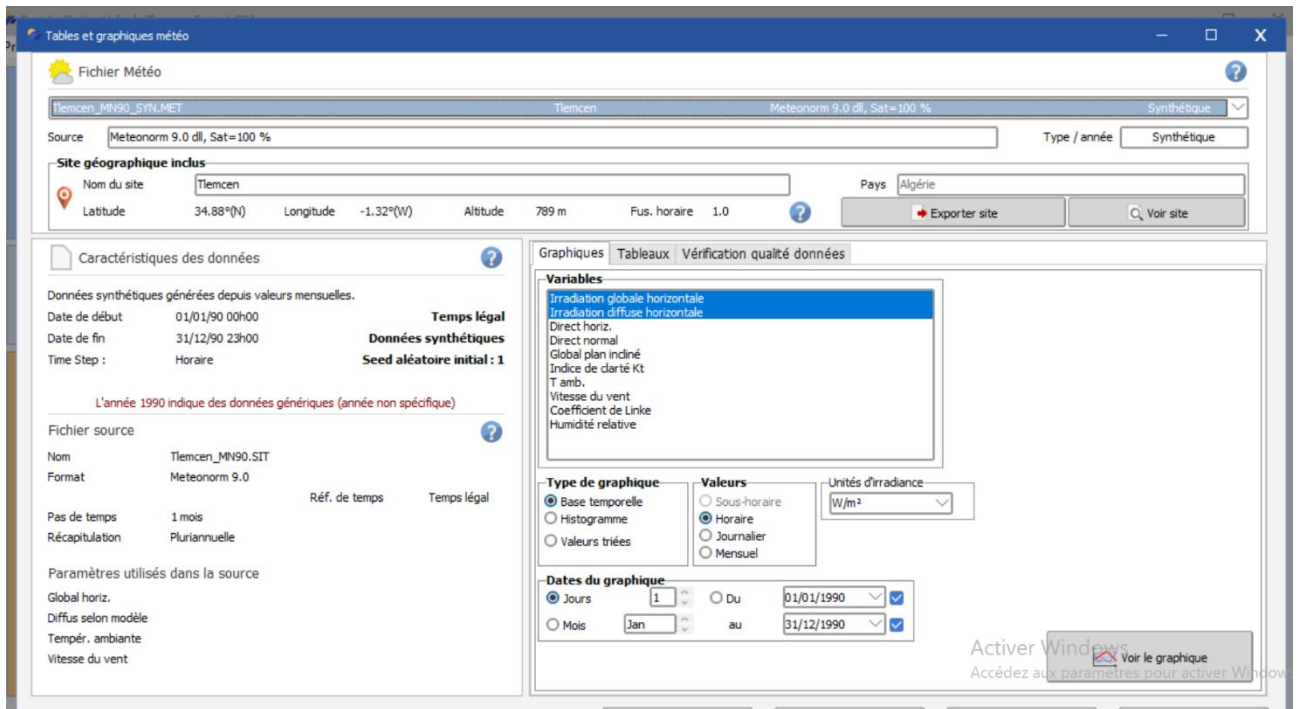 Tables et graphiques météo
Fichier Météo
Tlemcen_MN90_SYN.MET Tlemcen Meteonorm 9.0 dll, Sat=100 % Synthétique
Source Meteonorm 9.0 dll, Sat=100 % Type / année Synthétique
Site géographique inclus
Nom du site Tlemcen Pays Algérie
Latitude 34.88°(N) Longitude -1.32°(W) Altitude 789 m Fus. horaire 1.0 Exporter site Voir site
Caractéristiques des données
Données synthétiques générées depuis valeurs mensuelles.
Date de début 01/01/90 00h00 Temps légal
Date de fin 31/12/90 23h00 Données synthétiques
Time Step : Horaire Seed aléatoire initial : 1
L'année 1990 indique des données génériques (année non spécifique)
Fichier source
Nom Tlemcen_MN90.SIT
Format Meteonorm 9.0
Réf. de temps Temps légal
Pas de temps 1 mois
Récapitulation Pluriannuelle
Paramètres utilisés dans la source
Global horiz.
Diffus selon modèle
Tempér. ambiante
Vitesse du vent
Graphiques Tableaux Vérification qualité données
Variables
Irradiation globale horizontale
Irradiation diffuse horizontale
Direct horiz.
Direct normal
Global plan incliné
Indice de clarté Kt
T amb.
Vitesse du vent
Coefficient de Linke
Humidité relative
Type de graphique Valeurs Unités d'irradiance
Base temporelle Sous-horaire W/m²
Histogramme Horaire
Valeurs triées Journalier
Mensuel
Dates du graphique
Jours 1 Du 01/01/1990
Mois Jan au 31/12/1990
Activer Windows
Voir le graphique
Accédez aux paramètres pour activer Window